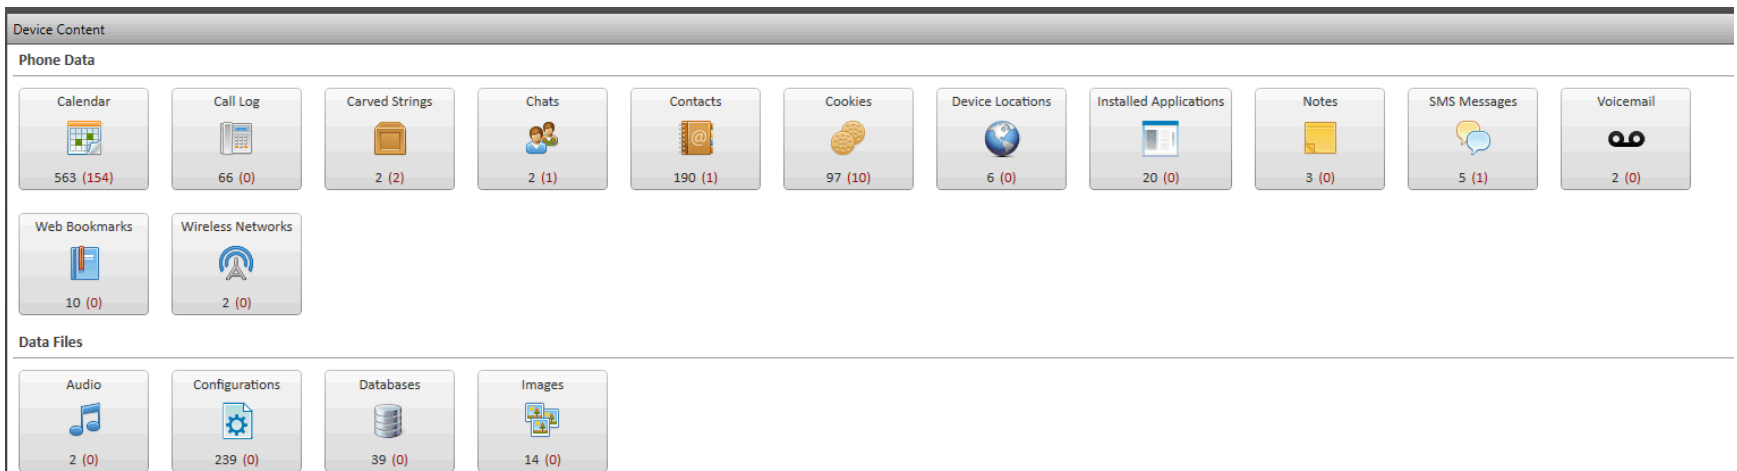 Device Content
Phone Data
Calendar Call Log Carved Strings Chats Contacts Cookies Device Locations Installed Applications Notes SMS Messages Voicemail
563 (154) 66 (0) 2 (2) 2 (1) 190 (1) 97 (10) 6 (0) 20 (0) 3 (0) 5 (1) 2 (0)
Web Bookmarks Wireless Networks
10 (0) 2 (0)
Data Files
Audio Configurations Databases Images
2 (0) 239 (0) 39 (0) 14 (0)